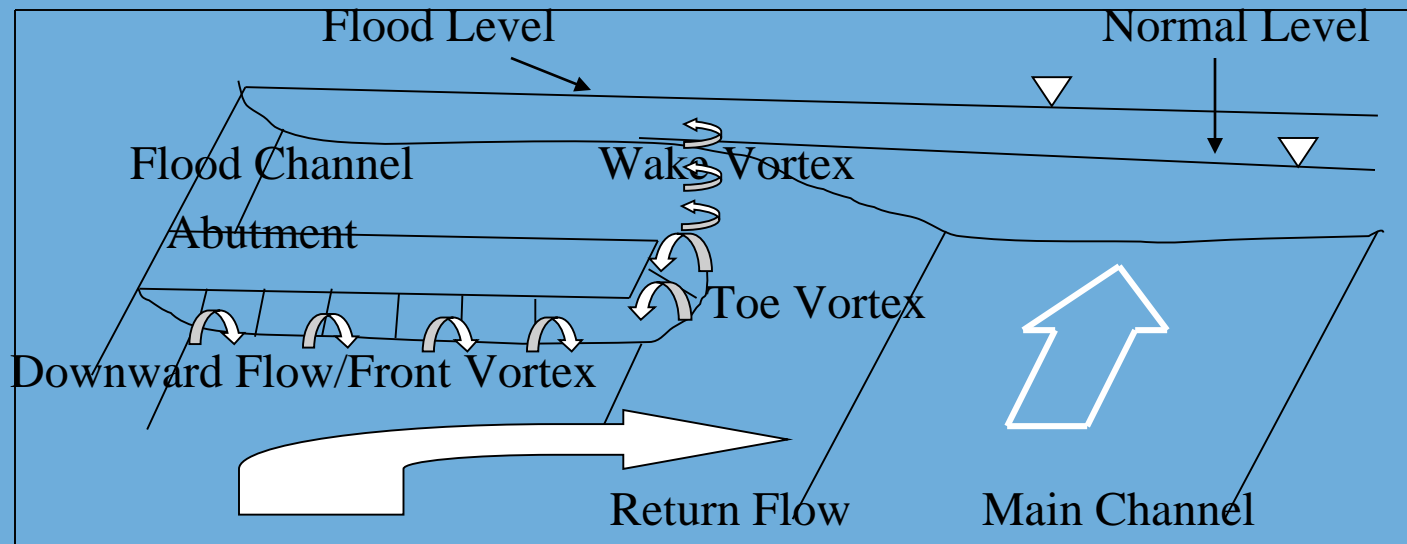 Flood Level
Normal Level
Flood Channel
Wake Vortex
Abutment
Toe Vortex
Downward Flow/Front Vortex
Return Flow
Main Channel